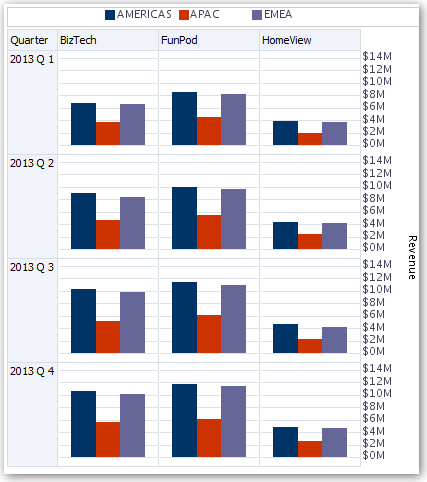 AMERICAS APAC EMEA
Quarter BizTech FunPod HomeView
2013 Q 1
$14M
$12M
$10M
$8M
$6M
$4M
$2M
$0M
2013 Q 2
$14M
$12M
$10M
$8M
$6M
$4M
$2M
$0M
Revenue
2013 Q 3
$14M
$12M
$10M
$8M
$6M
$4M
$2M
$0M
2013 Q 4
$14M
$12M
$10M
$8M
$6M
$4M
$2M
$0M